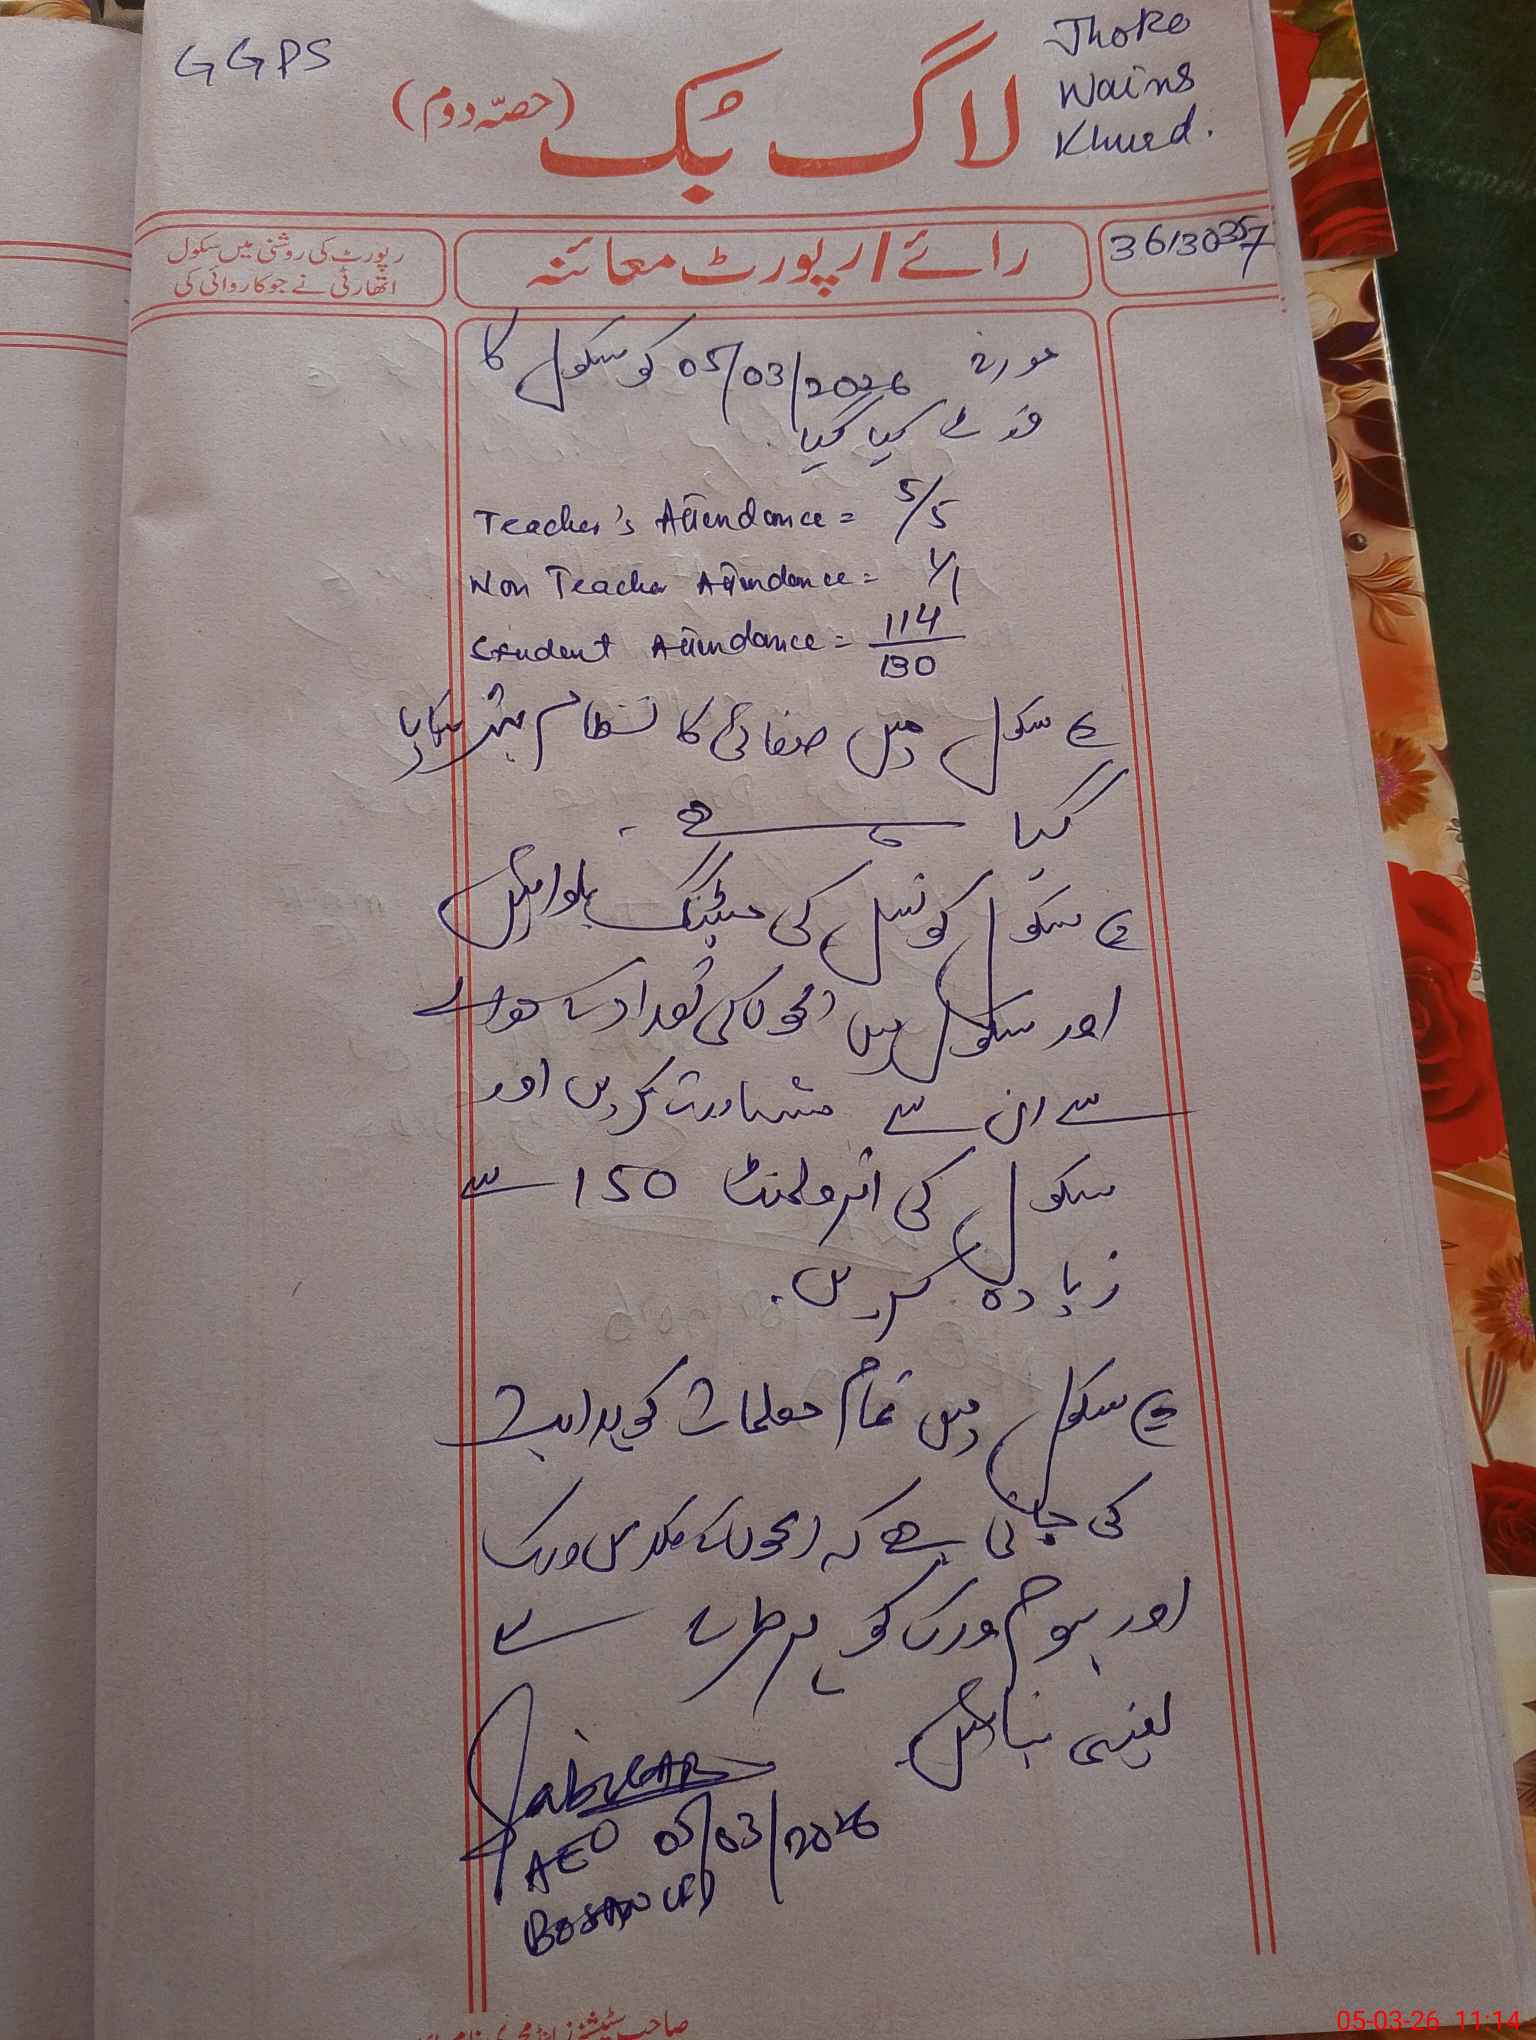 GGPS
Jhoke
Wains
Khurd.
لاگ بک (حصّہ دوم)
رائے / رپورٹ معائنہ
رپورٹ کی روشنی میں سکول
اتھارٹی نے جو کاروائی کی
مورخہ 05/03/2026 کو سکول کا
وزٹ کیا گیا
Teacher's Attendance = 5/5
Non Teacher Attendance = 1/1
Student Attendance = 114/130
سکول میں صفائی کا نظام بہتر پایا
گیا ہے۔
سکول کونسل کی میٹنگ بلوائیں
اور سکول میں بچوں کی تعداد کے حوالے
سے ان سے مشاورت کریں اور
سکول کی انرولمنٹ 150 سے
زیادہ کریں۔
سکول میں تمام معلمات کو ہدایت
کی جاتی ہے کہ بچوں کے کلاس ورک
اور ہوم ورک کو ہر طرح سے
یقینی بنائیں۔
AEO 05/03/2026
BOSAN
05-03-26 11:14